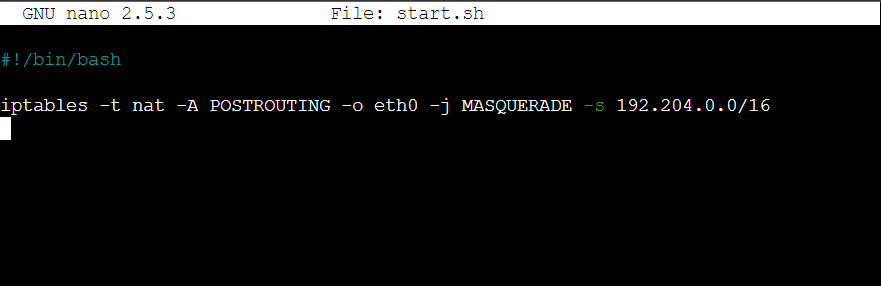 GNU nano 2.5.3 File: start.sh
#!/bin/bash
iptables -t nat -A POSTROUTING -o eth0 -j MASQUERADE -s 192.204.0.0/16